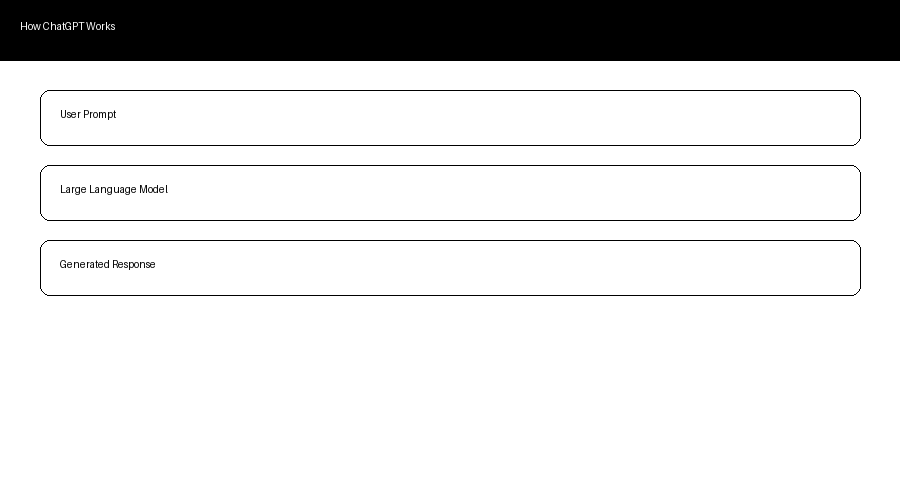 How ChatGPT Works
User Prompt
Large Language Model
Generated Response